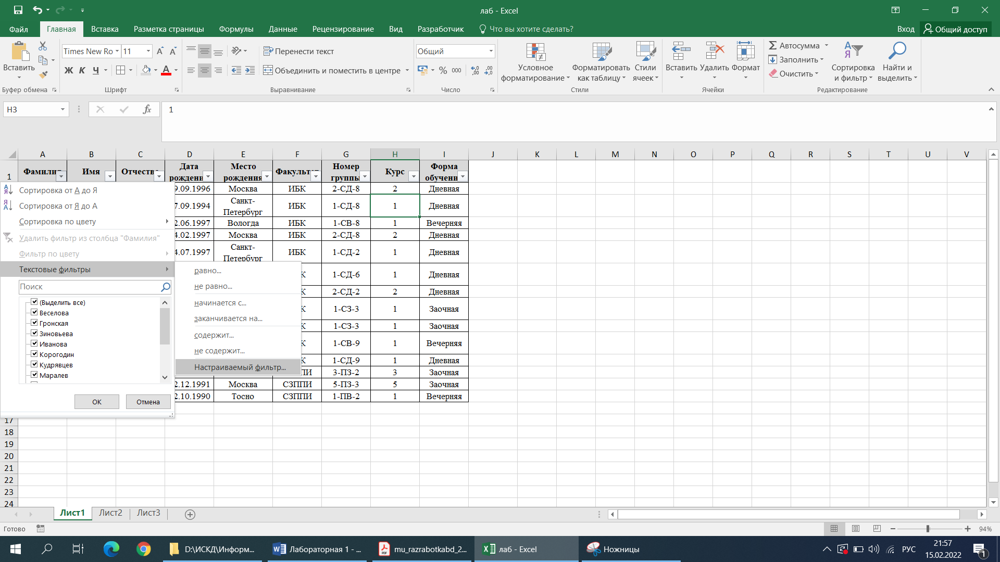 лаб - Excel
Файл Главная Вставка Разметка страницы Формулы Данные Рецензирование Вид Разработчик Что вы хотите сделать? Вход Общий доступ
Times New Ro 11 Перенести текст Общий Автосумма
Вставить Ж К Ч Объединить и поместить в центре % 000 Условное форматирование Форматировать как таблицу Стили ячеек Вставить Удалить Формат Заполнить Сортировка и фильтр Найти и выделить
Очистить
Буфер обмена Шрифт Выравнивание Число Стили Ячейки Редактирование
H3 fx 1
A B C D E F G H I J K L M N O P Q R S T U V
1 Имя Дата Место Номер Курс Форма
группы
Сортировка от А до Я 9.09.1996 Москва ИБК 2-СД-8 2 Дневная
Сортировка от Я до А 7.09.1994 Санкт-Петербург ИБК 1-СД-8 1 Дневная
Сортировка по цвету 2.06.1997 Вологда ИБК 1-СВ-8 1 Вечерняя
Удалить фильтр из столбца "Фамилия" 4.02.1997 Москва ИБК 2-СД-8 2 Дневная
Фильтр по цвету 4.07.1997 Санкт-Петербург ИБК 1-СД-2 1 Дневная
Текстовые фильтры равно... К 1-СД-6 1 Дневная
Поиск не равно... К 2-СД-2 2 Дневная
(Выделить все) начинается с... К 1-СЗ-3 1 Заочная
Веселова
Гронская заканчивается на... К 1-СЗ-3 1 Заочная
Зиновьева содержит...
Иванова К 1-СВ-9 1 Вечерняя
Корогодин не содержит...
Кудрявцев Настраиваемый фильтр... К 1-СД-9 1 Дневная
Маралев ПИ 3-ПЗ-2 3 Заочная
2.12.1991 Москва СЗППИ 5-ПЗ-3 5 Заочная
ОК Отмена 2.10.1990 Тосно СЗППИ 1-ПВ-2 1 Вечерняя
17
18
19
20
21
22
23
24
Лист1 Лист2 Лист3
Готово 94%
D:\ИСКД\Информ... Лабораторная 1 - ... mu_razrabotkabd_2... лаб - Excel Ножницы РУС 21:57
15.02.2022 1